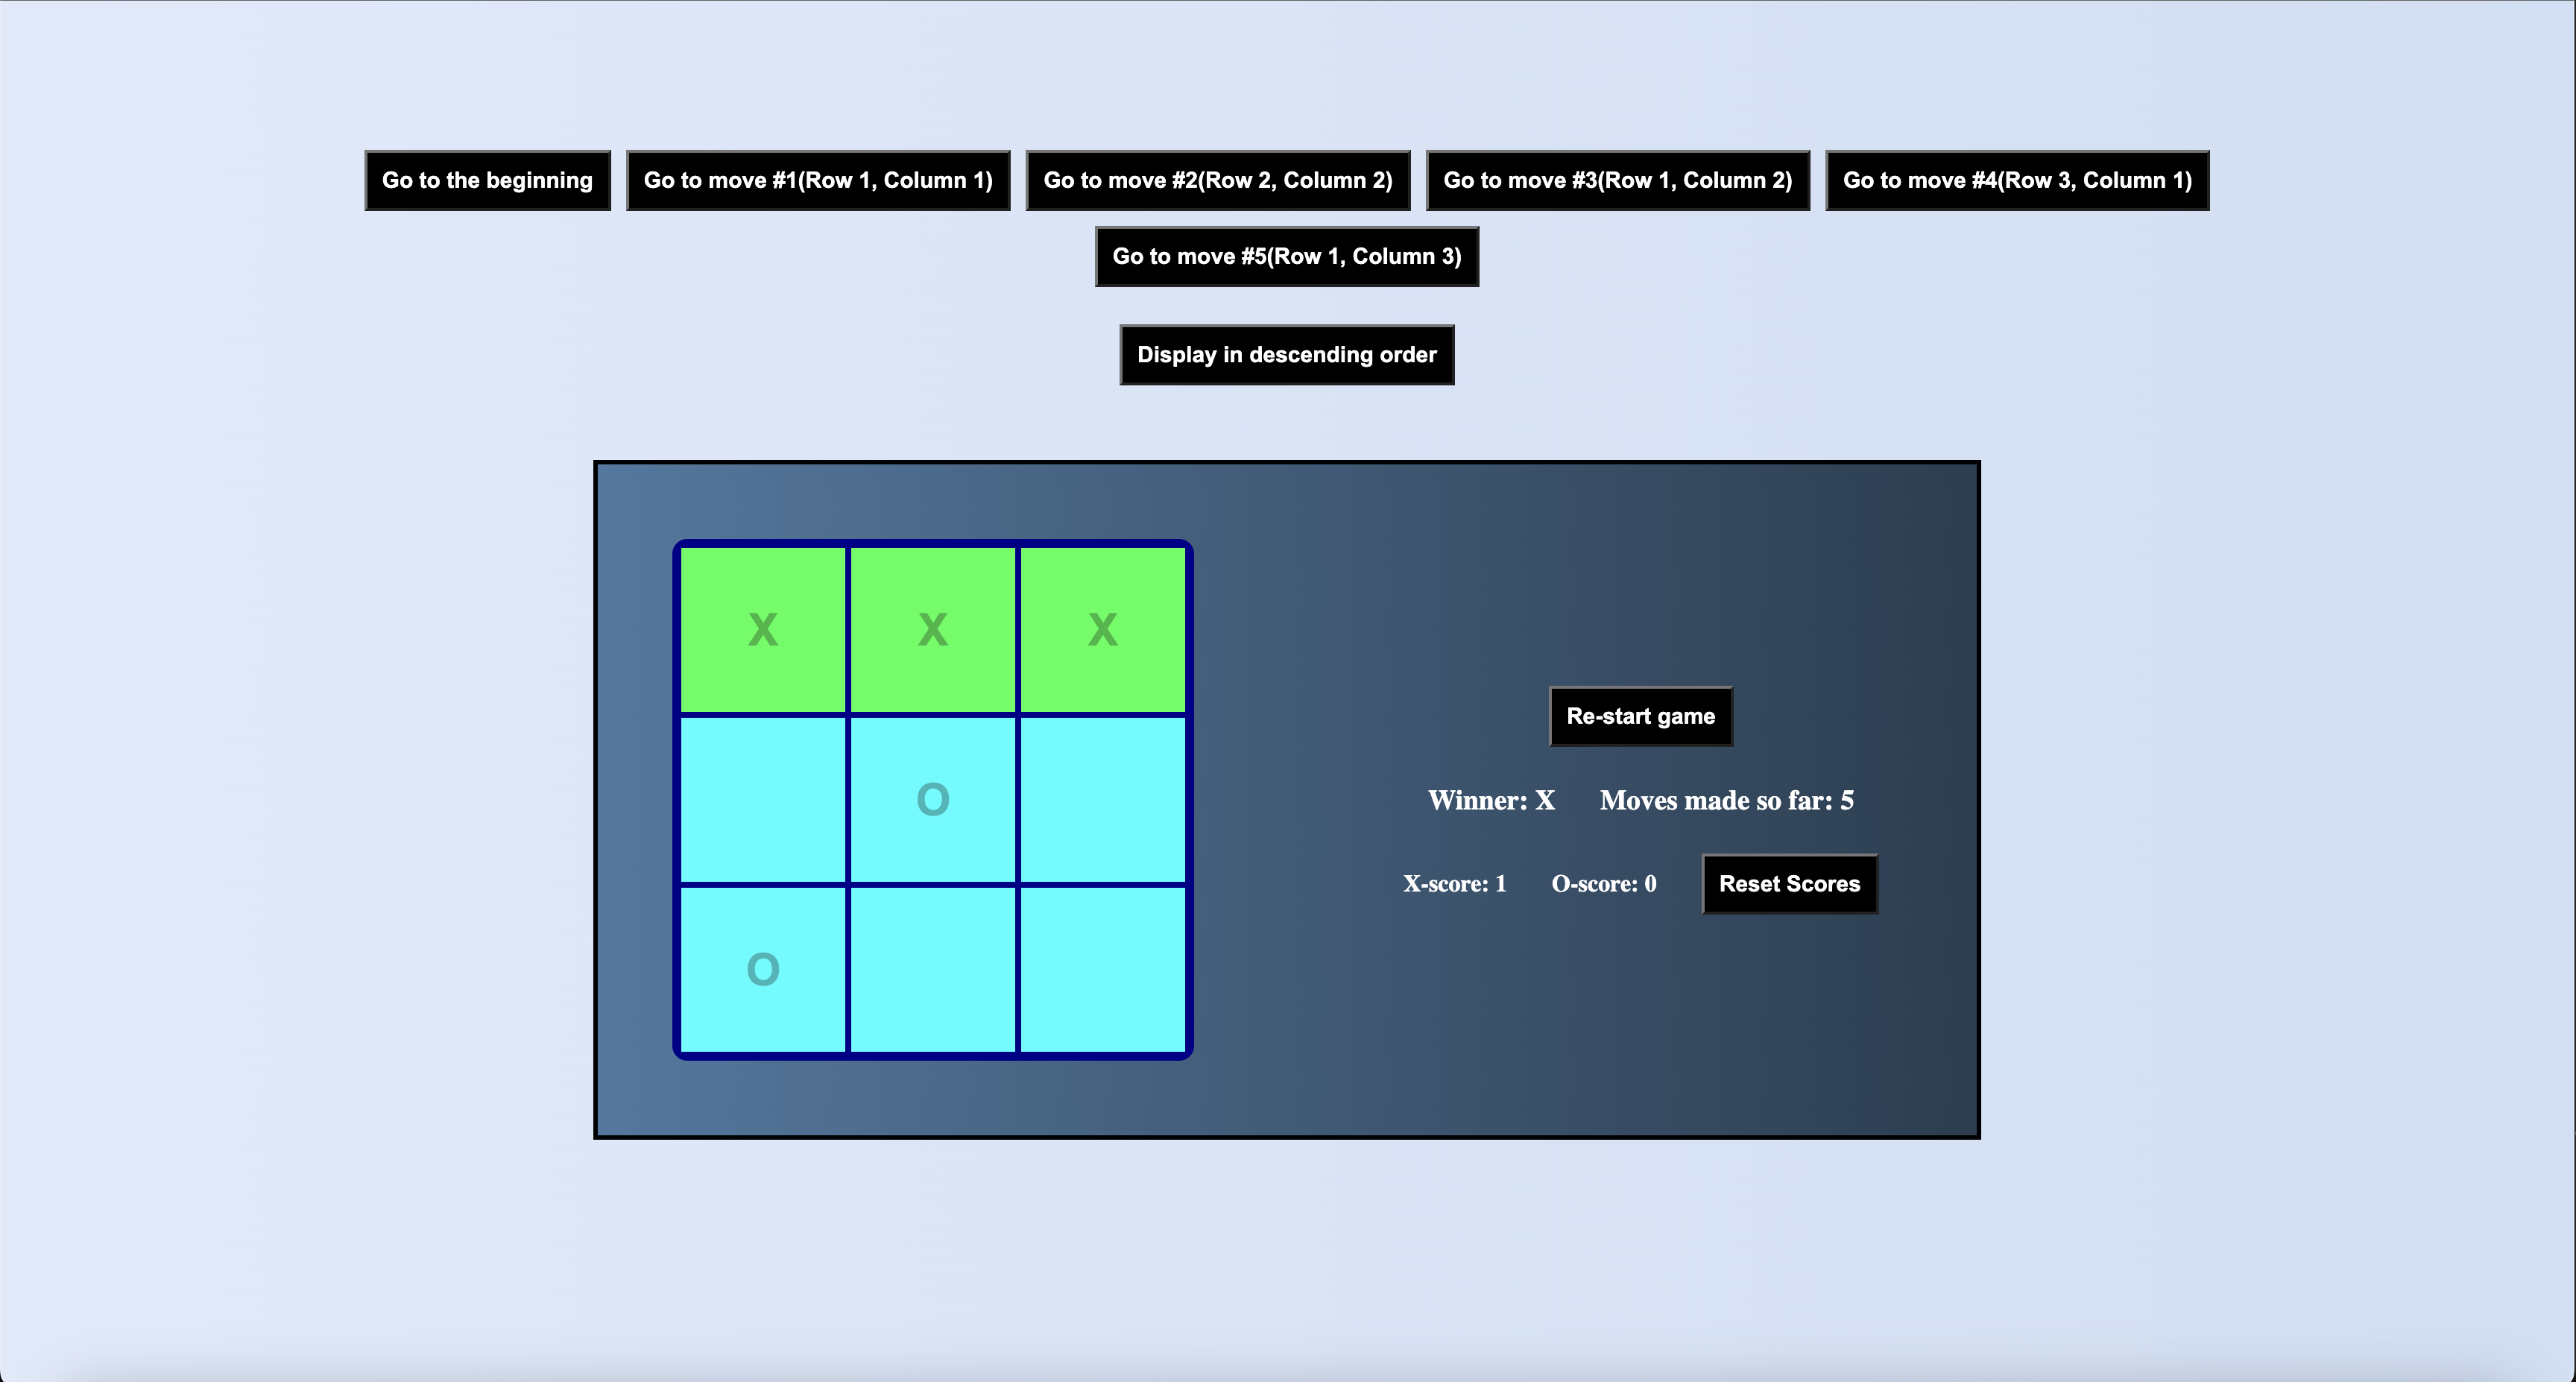 Go to the beginning
Go to move #1(Row 1, Column 1)
Go to move #2(Row 2, Column 2)
Go to move #3(Row 1, Column 2)
Go to move #4(Row 3, Column 1)
Go to move #5(Row 1, Column 3)
Display in descending order
X X X
O
O
Re-start game
Winner: X
Moves made so far: 5
X-score: 1
O-score: 0
Reset Scores